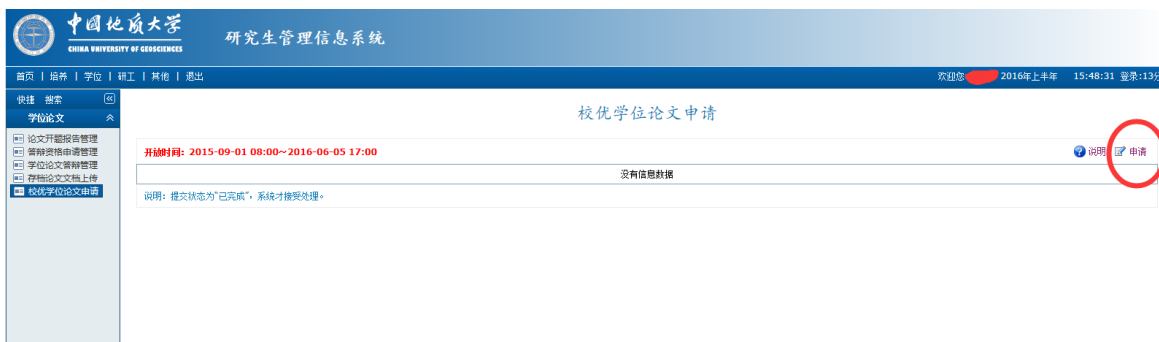 中国地质大学
CHINA UNIVERSITY OF GEOSCIENCES
研究生管理信息系统
首页 | 培养 | 学位 | 研工 | 其他 | 退出
欢迎您: 2016年上半年 15:48:31 登录:13分
快捷 搜索
学位论文
论文开题报告管理
答辩资格申请管理
学位论文答辩管理
存档论文文档上传
校优学位论文申请
校优学位论文申请
开放时间：2015-09-01 08:00~2016-06-05 17:00
说明 申请
没有信息数据
说明：提交状态为“已完成”，系统才接受处理。